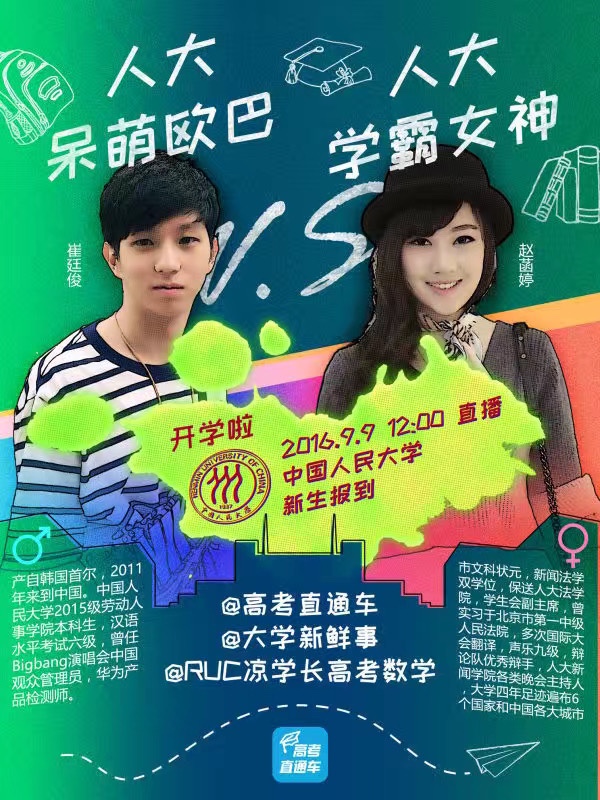 人大
呆萌欧巴
人大
学霸女神
V.S
崔廷俊
赵菡婷
开学啦
2016.9.9 12:00 直播
中国人民大学
新生报到
RENMIN UNIVERSITY OF CHINA
1937
中国人民大学
产自韩国首尔，2011
年来到中国。中国人
民大学2015级劳动人
事学院本科生，汉语
水平考试六级，曾任
Bigbang演唱会中国
观众管理员，华为产
品检测师。
@高考直通车
@大学新鲜事
@RUC凉学长高考数学
市文科状元，新闻法学
双学位，保送人大法学
院，学生会副主席，曾
实习于北京市第一中级
人民法院，多次国际大
会翻译，声乐九级，辩
论队优秀辩手，人大新
闻学院各类晚会主持人
，大学四年足迹遍布6
个国家和中国各大城市
高考
直通车